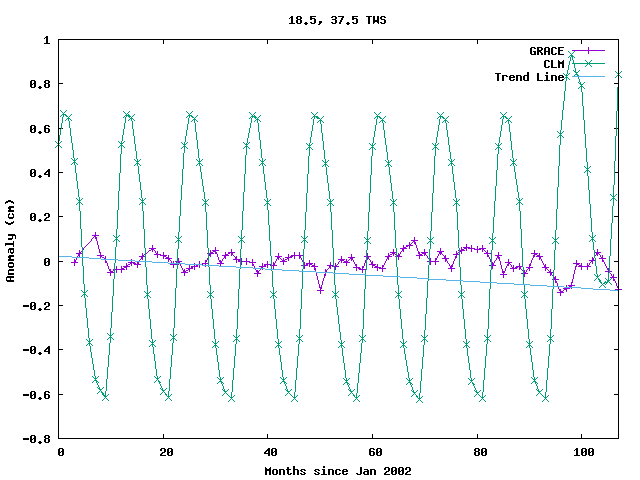 18.5, 37.5 TWS
GRACE
CLM
Trend Line
1
0.8
0.6
0.4
0.2
0
-0.2
-0.4
-0.6
-0.8
Anomaly (cm)
0 20 40 60 80 100
Months since Jan 2002